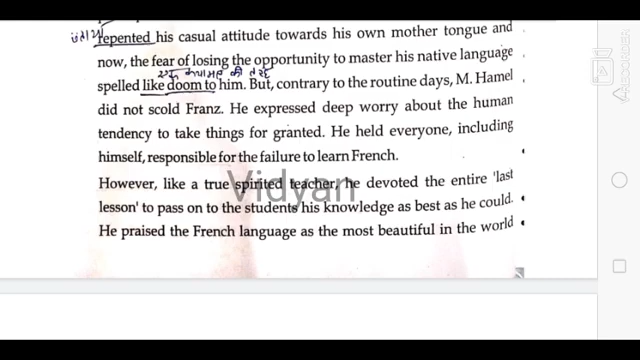 repented his casual attitude towards his own mother tongue and
now, the fear of losing the opportunity to master his native language
की तरह
spelled like doom to him. But, contrary to the routine days, M. Hamel
did not scold Franz. He expressed deep worry about the human
tendency to take things for granted. He held everyone, including
himself, responsible for the failure to learn French.
However, like a true spirited teacher, he devoted the entire 'last
lesson' to pass on to the students his knowledge as best as he could.
He praised the French language as the most beautiful in the world
Vidyan